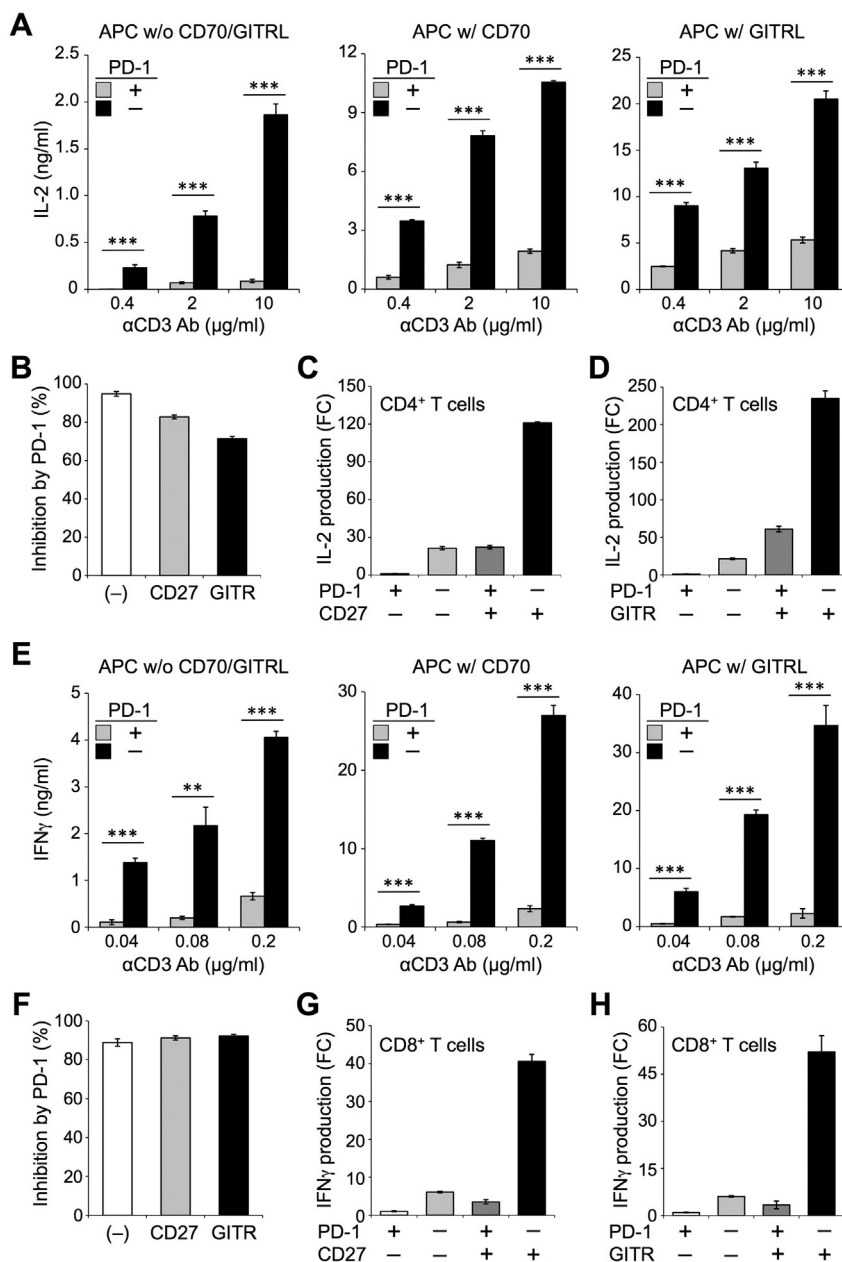 A
APC w/o CD70/GITRL
APC w/ CD70
APC w/ GITRL
IL-2 (ng/ml)
2.5
2.0
1.5
1.0
0.5
0
PD-1
+
–
***
***
***
0.4
2
10
αCD3 Ab (μg/ml)
12
9
6
3
0
PD-1
+
–
***
***
***
0.4
2
10
αCD3 Ab (μg/ml)
25
20
15
10
5
0
PD-1
+
–
***
***
***
0.4
2
10
αCD3 Ab (μg/ml)
B
Inhibition by PD-1 (%)
100
80
60
40
20
0
(–)
CD27
GITR
C
CD4+ T cells
IL-2 production (FC)
150
120
90
60
30
0
PD-1 + – + –
CD27 – – + +
D
CD4+ T cells
IL-2 production (FC)
250
200
150
100
50
0
PD-1 + – + –
GITR – – + +
E
APC w/o CD70/GITRL
APC w/ CD70
APC w/ GITRL
IFNγ (ng/ml)
5
4
3
2
1
0
PD-1
+
–
***
**
***
0.04
0.08
0.2
αCD3 Ab (μg/ml)
30
20
10
0
PD-1
+
–
***
***
***
0.04
0.08
0.2
αCD3 Ab (μg/ml)
40
30
20
10
0
PD-1
+
–
***
***
***
0.04
0.08
0.2
αCD3 Ab (μg/ml)
F
Inhibition by PD-1 (%)
100
80
60
40
20
0
(–)
CD27
GITR
G
CD8+ T cells
IFNγ production (FC)
50
40
30
20
10
0
PD-1 + – + –
CD27 – – + +
H
CD8+ T cells
IFNγ production (FC)
60
45
30
15
0
PD-1 + – + –
GITR – – + +